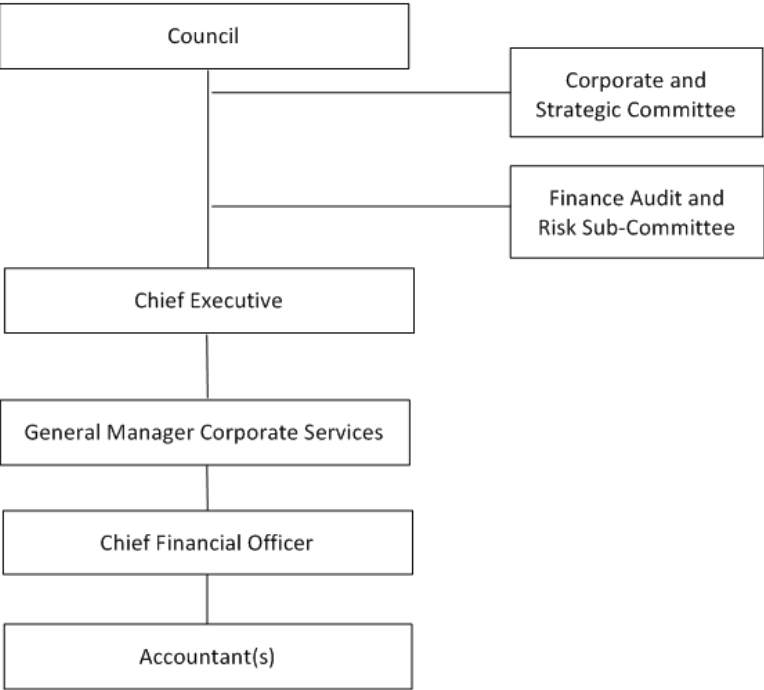 Council
Corporate and
Strategic Committee
Finance Audit and
Risk Sub-Committee
Chief Executive
General Manager Corporate Services
Chief Financial Officer
Accountant(s)